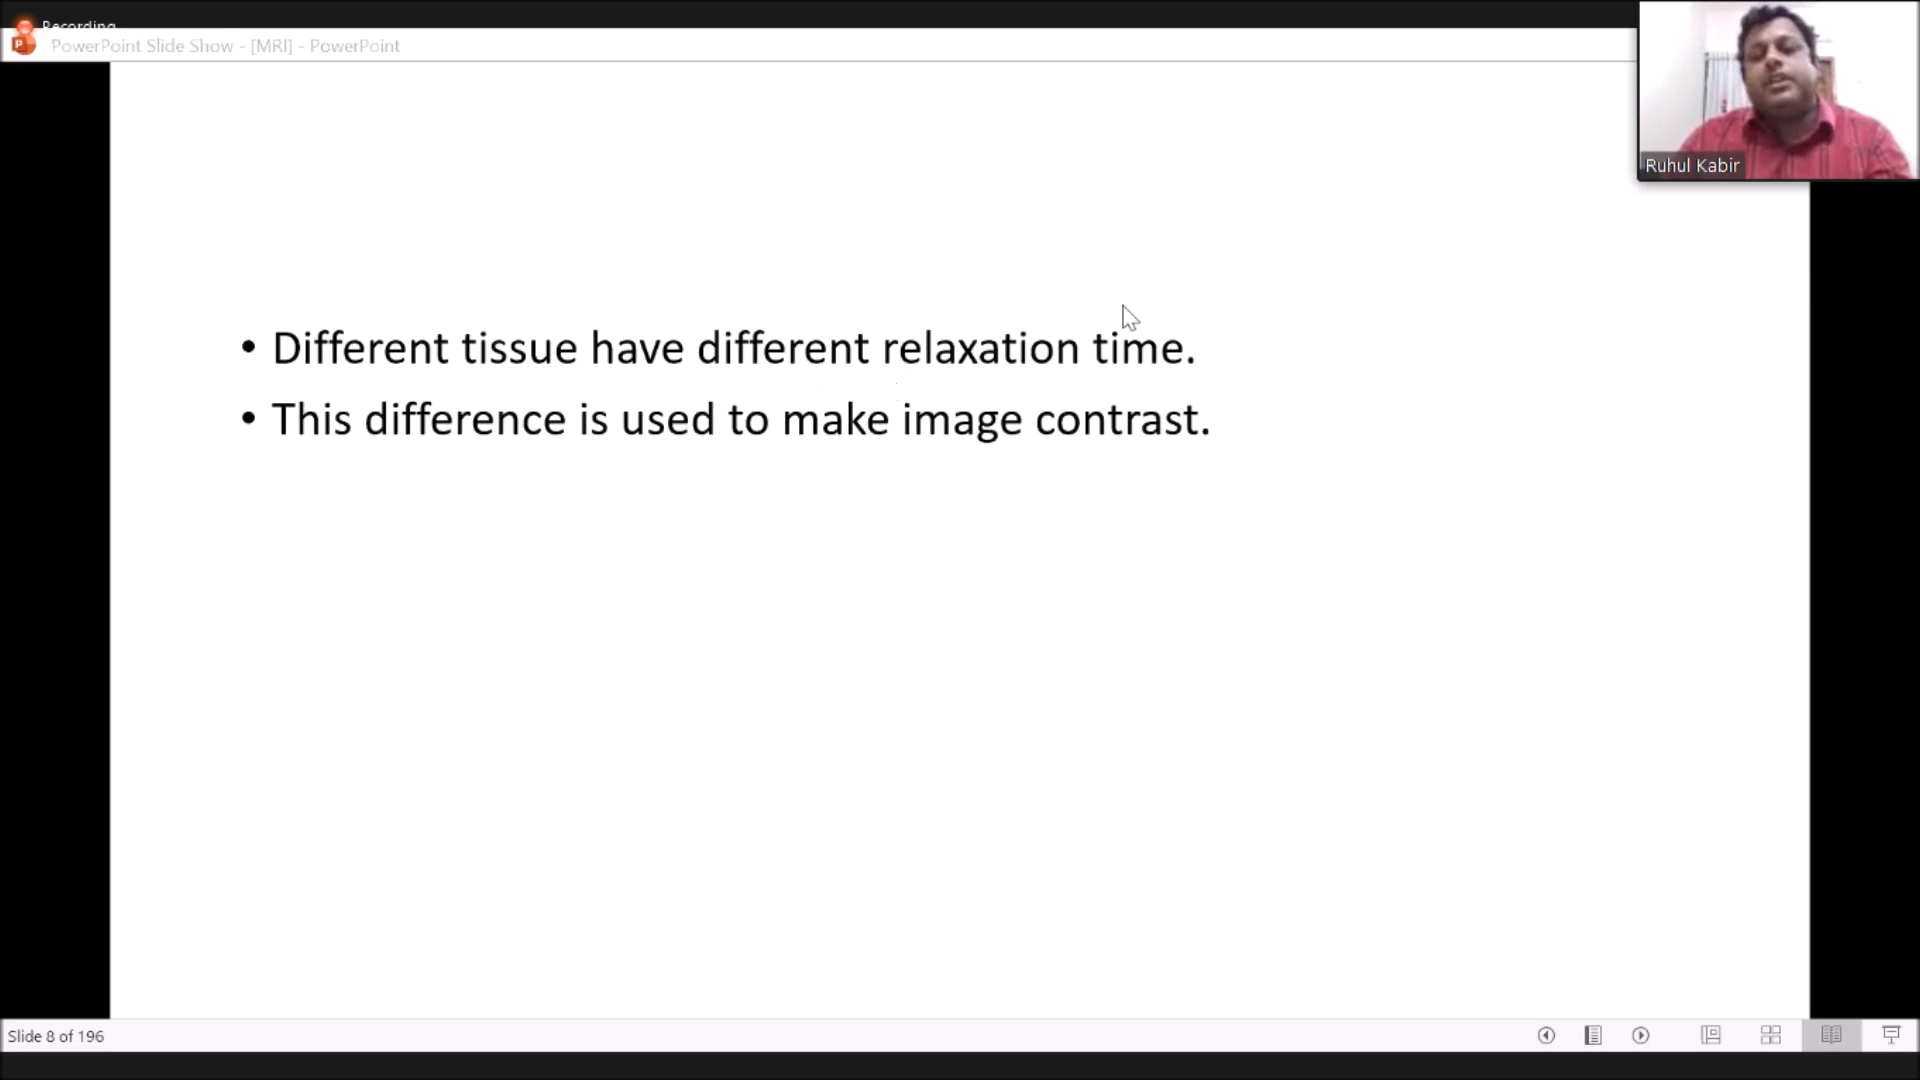 Recording
PowerPoint Slide Show - [MRI] - PowerPoint
Ruhul Kabir
• Different tissue have different relaxation time.
• This difference is used to make image contrast.
Slide 8 of 196